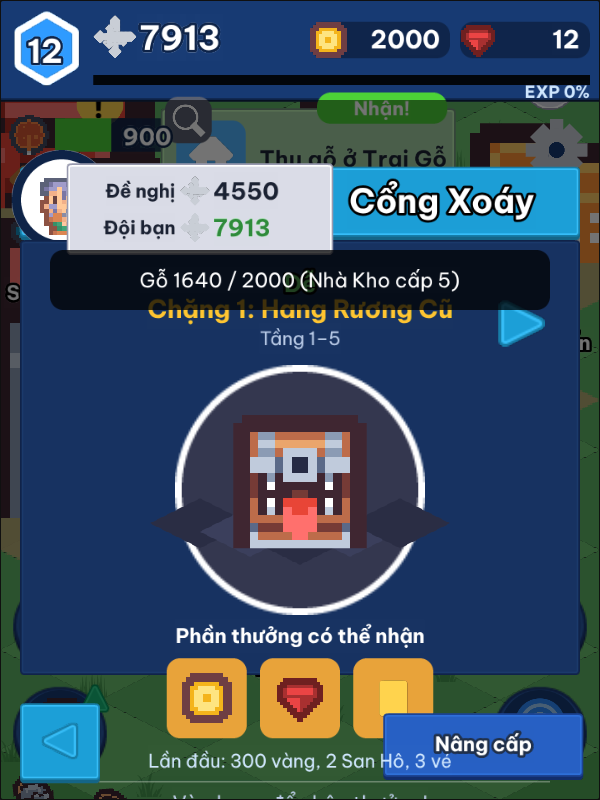 12
7913
2000
12
EXP 0%
Nhận!
900
Thu gỗ ở Trại Gỗ
Đề nghị 4550
Cổng Xoáy
Đội bạn 7913
Gỗ 1640 / 2000 (Nhà Kho cấp 5)
Chặng 1: Hang Rương Cũ
Tầng 1–5
Phần thưởng có thể nhận
Nâng cấp
Lần đầu: 300 vàng, 2 San Hô, 3 vé